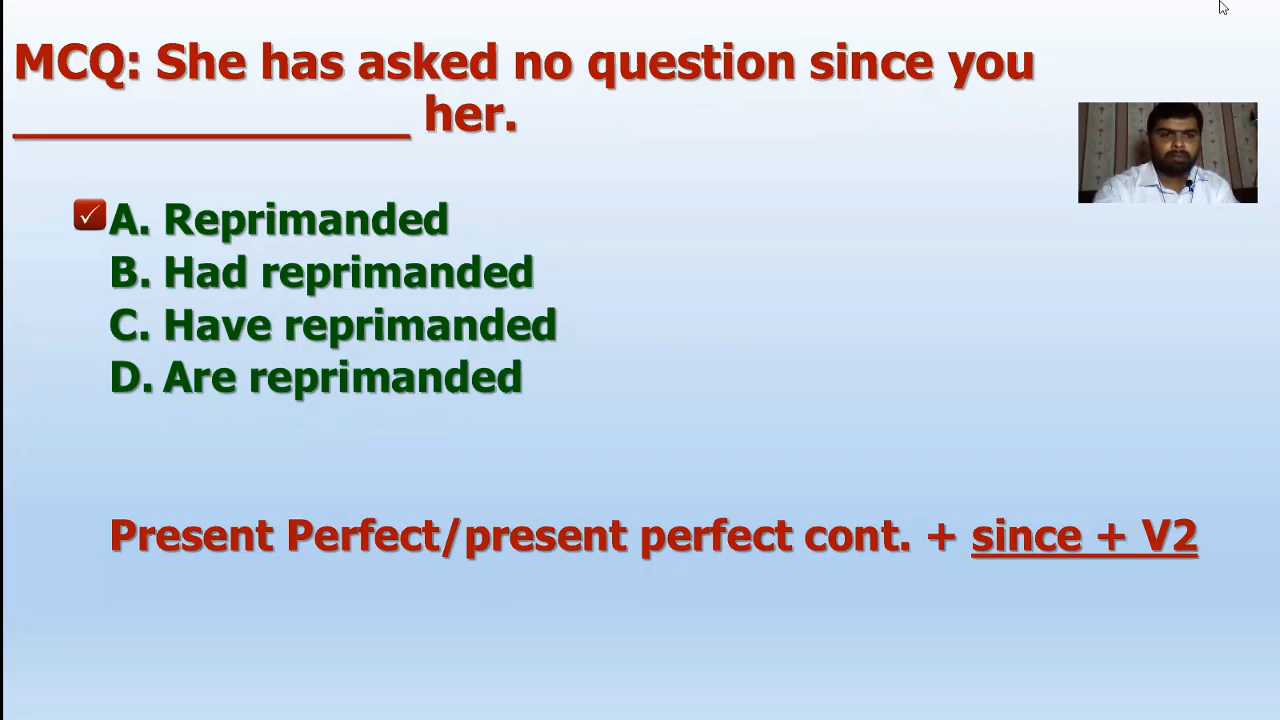 MCQ: She has asked no question since you
_________________ her.
A. Reprimanded
B. Had reprimanded
C. Have reprimanded
D. Are reprimanded
Present Perfect/present perfect cont. + since + V2